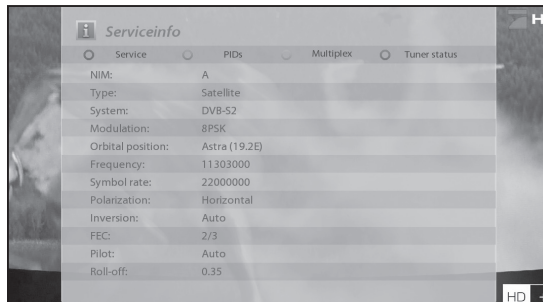 Serviceinfo
Service PIDs Multiplex Tuner status
NIM: A
Type: Satellite
System: DVB-S2
Modulation: 8PSK
Orbital position: Astra (19.2E)
Frequency: 11303000
Symbol rate: 22000000
Polarization: Horizontal
Inversion: Auto
FEC: 2/3
Pilot: Auto
Roll-off: 0.35
HD